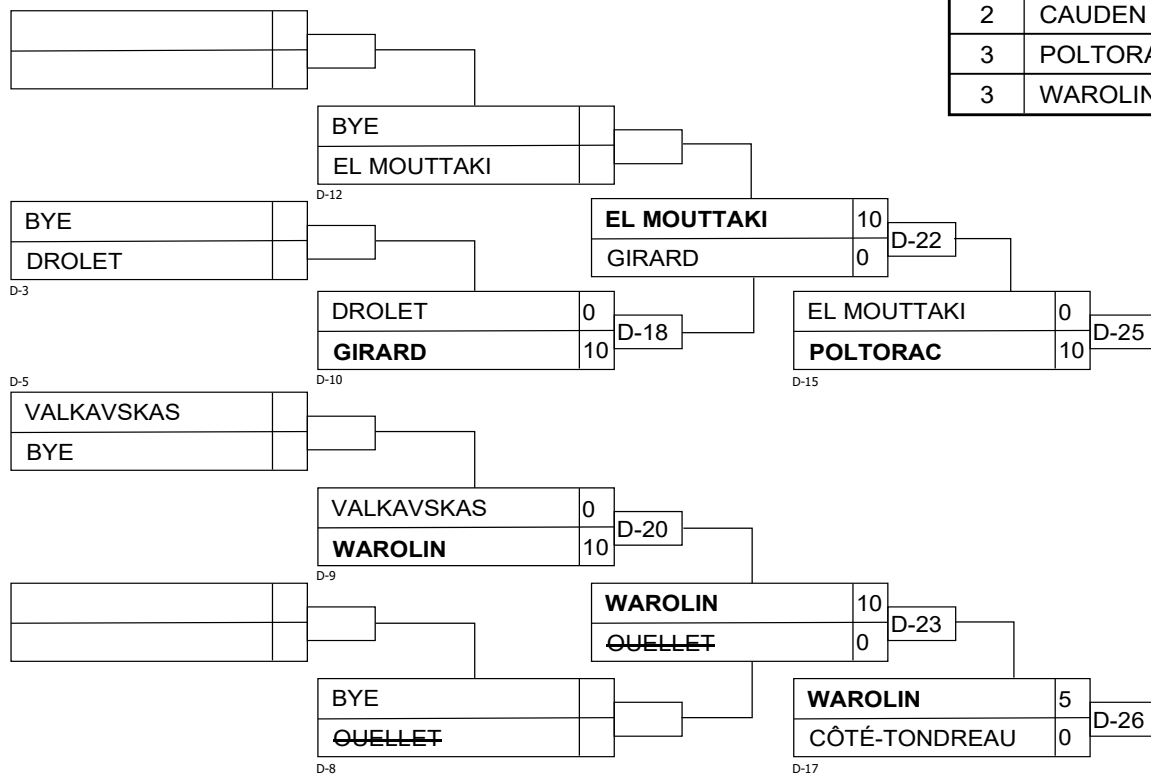 2 CAUDEN
3
3
BYE
EL MOUTTAKI
D-12
BYE
DROLET
D-3
EL MOUTTAKI 10
GIRARD 0
D-22
DROLET 0
GIRARD 10
D-18
D-10
EL MOUTTAKI 0
POLTORAC 10
D-25
D-15
D-5
VALKAVSKAS
BYE
VALKAVSKAS 0
WAROLIN 10
D-20
D-9
WAROLIN 10
OUELLET 0
D-23
BYE
OUELLET
D-8
WAROLIN 5
CÔTÉ-TONDREAU 0
D-26
D-17